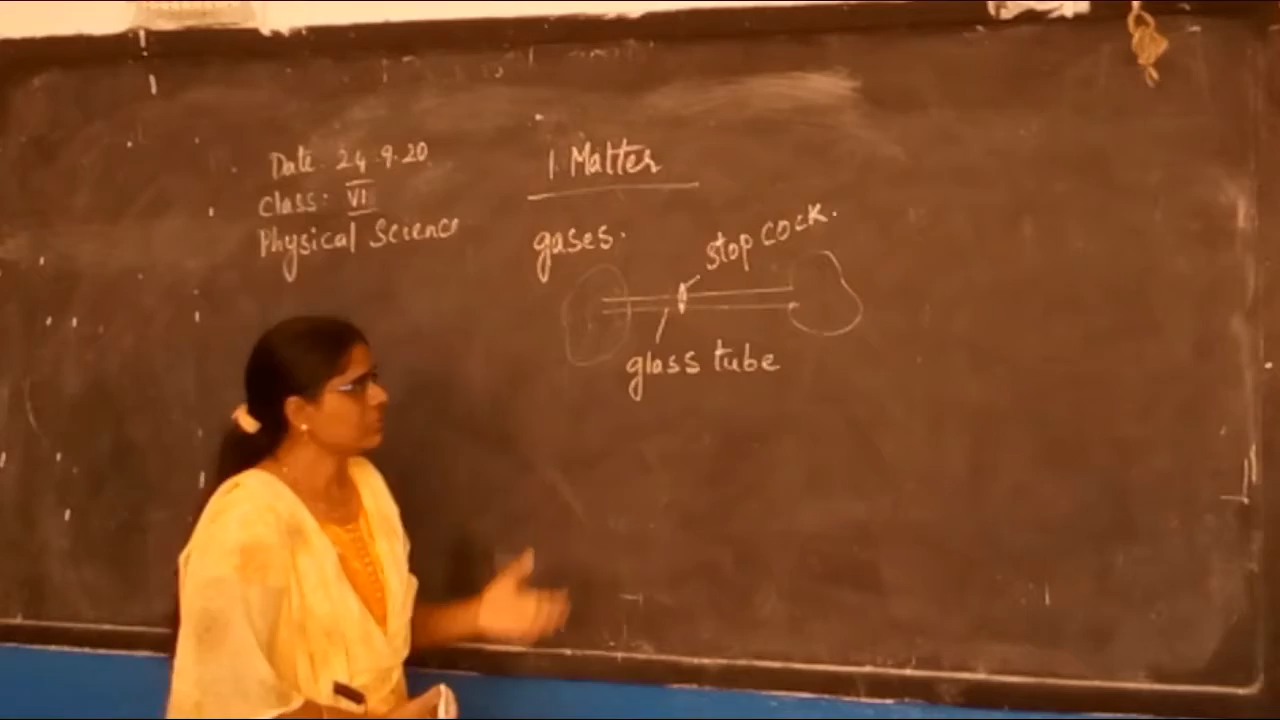 Date 24.9.20
class: VI
Physical Science
1. Matter
gases.
stop cock.
glass tube